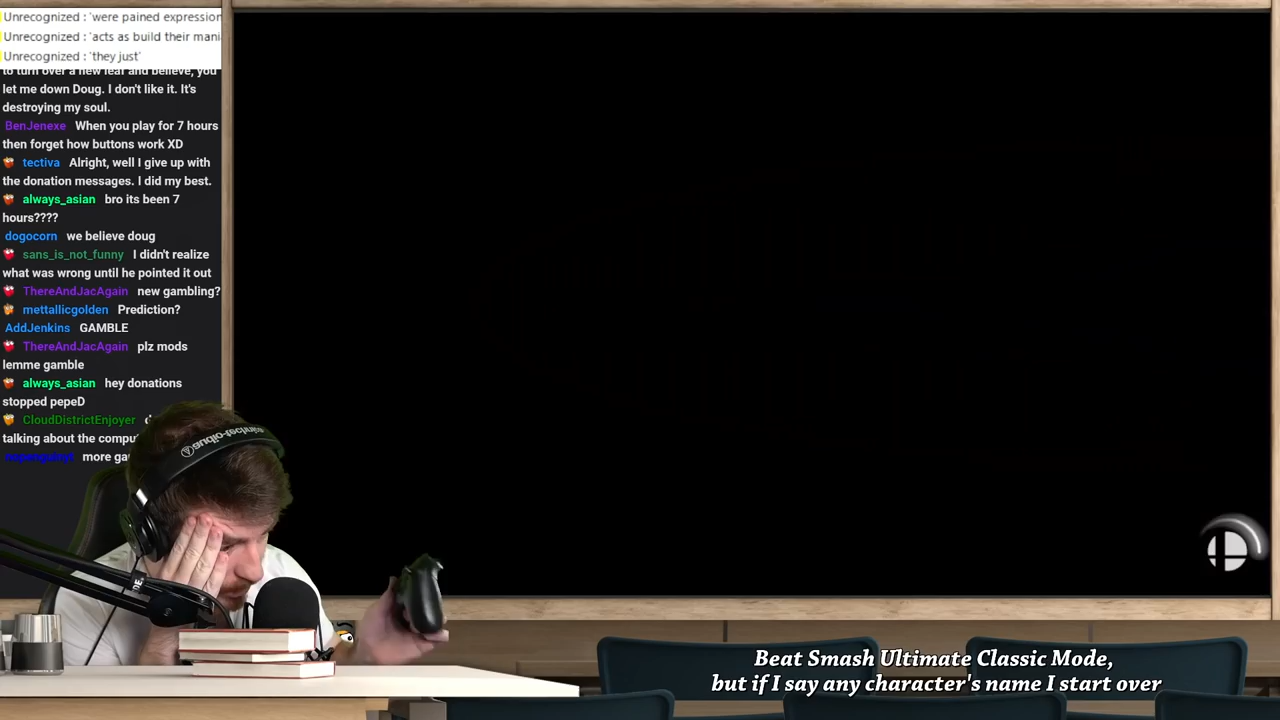 Unrecognized : 'were pained expression
Unrecognized : 'acts as build their mani
Unrecognized : 'they just'
to turn over a new leaf and believe, you
let me down Doug. I don't like it. It's
destroying my soul.
BenJenexe When you play for 7 hours
then forget how buttons work XD
tectiva Alright, well I give up with
the donation messages. I did my best.
always_asian bro its been 7
hours????
dogocorn we believe doug
sans_is_not_funny I didn't realize
what was wrong until he pointed it out
ThereAndJacAgain new gambling?
mettallicgolden Prediction?
AddJenkins GAMBLE
ThereAndJacAgain plz mods
lemme gamble
always_asian hey donations
stopped pepeD
CloudDistrictEnjoyer
talking about the compu
more ga
audio-technica
Beat Smash Ultimate Classic Mode,
but if I say any character's name I start over